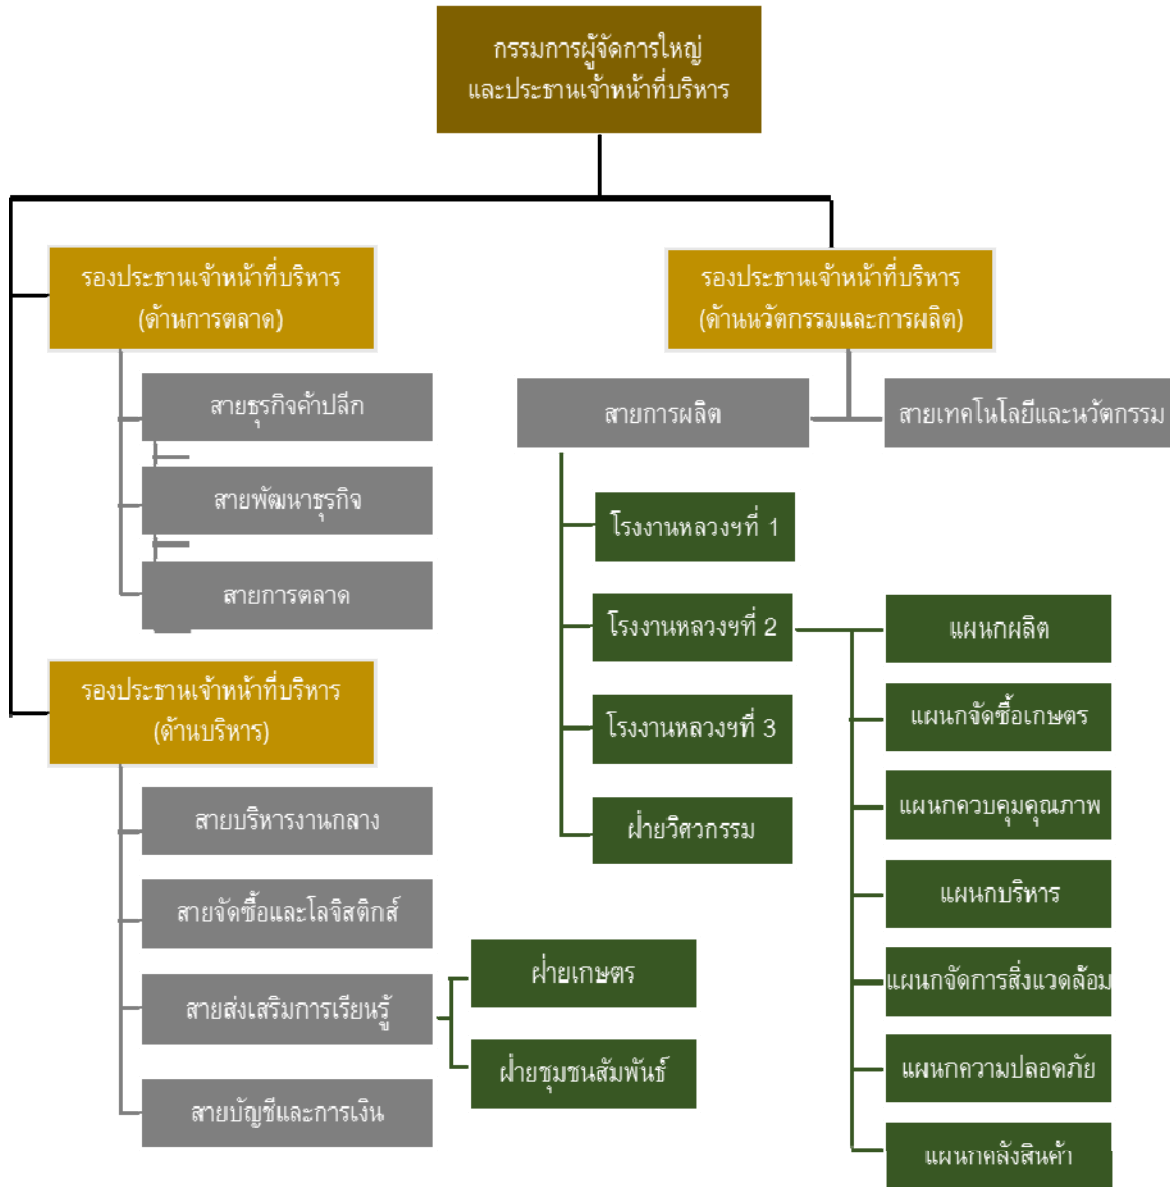 กรรมการผู้จัดการใหญ่
และประธานเจ้าหน้าที่บริหาร
รองประธานเจ้าหน้าที่บริหาร
(ด้านการตลาด)
สายธุรกิจค้าปลีก
สายพัฒนาธุรกิจ
สายการตลาด
รองประธานเจ้าหน้าที่บริหาร
(ด้านบริหาร)
สายบริหารงานกลาง
สายจัดซื้อและโลจิสติกส์
สายส่งเสริมการเรียนรู้
ฝ่ายเกษตร
ฝ่ายชุมชนสัมพันธ์
สายบัญชีและการเงิน
รองประธานเจ้าหน้าที่บริหาร
(ด้านนวัตกรรมและการผลิต)
สายการผลิต
สายเทคโนโลยีและนวัตกรรม
โรงงานหลวงฯที่ 1
โรงงานหลวงฯที่ 2
โรงงานหลวงฯที่ 3
ฝ่ายวิศวกรรม
แผนกผลิต
แผนกจัดซื้อเกษตร
แผนกควบคุมคุณภาพ
แผนกบริหาร
แผนกจัดการสิ่งแวดล้อม
แผนกความปลอดภัย
แผนกคลังสินค้า